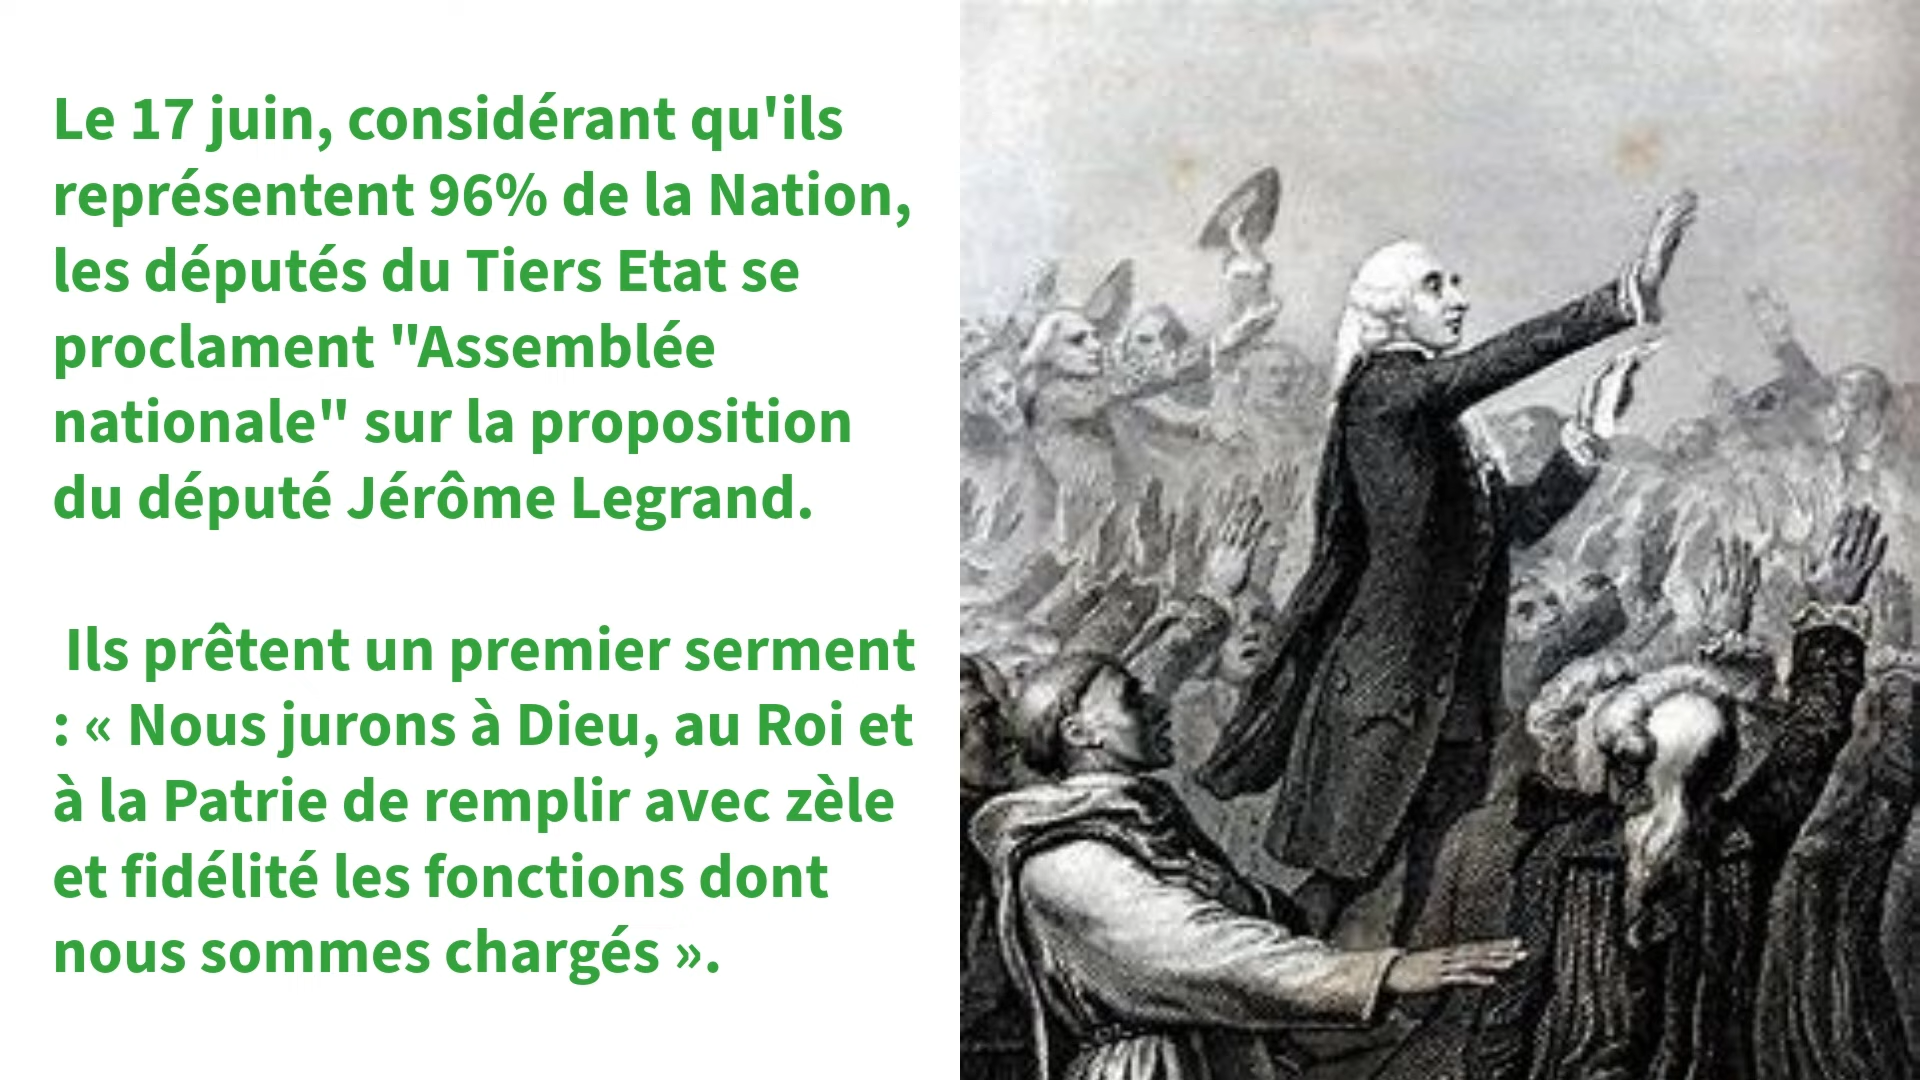 Le 17 juin, considérant qu'ils
représentent 96% de la Nation,
les députés du Tiers Etat se
proclament "Assemblée
nationale" sur la proposition
du député Jérôme Legrand.
Ils prêtent un premier serment
: « Nous jurons à Dieu, au Roi et
à la Patrie de remplir avec zèle
et fidélité les fonctions dont
nous sommes chargés ».